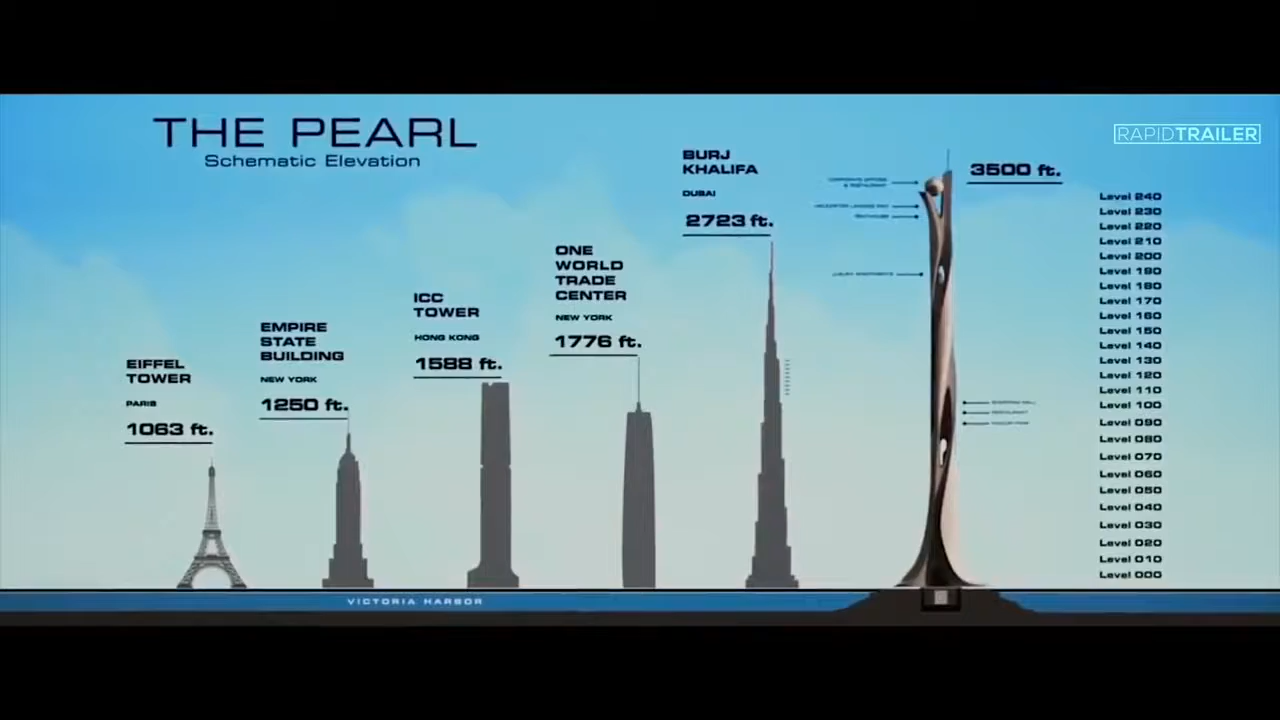 THE PEARL
Schematic Elevation
RAPIDTRAILER
EIFFEL
TOWER
PARIS
1063 ft.
EMPIRE
STATE
BUILDING
NEW YORK
1250 ft.
ICC
TOWER
HONG KONG
1588 ft.
ONE
WORLD
TRADE
CENTER
NEW YORK
1776 ft.
BURJ
KHALIFA
DUBAI
2723 ft.
3500 ft.
Level 240
Level 230
Level 220
Level 210
Level 200
Level 190
Level 180
Level 170
Level 160
Level 150
Level 140
Level 130
Level 120
Level 110
Level 100
Level 090
Level 080
Level 070
Level 060
Level 050
Level 040
Level 030
Level 020
Level 010
Level 000
VICTORIA HARBOR